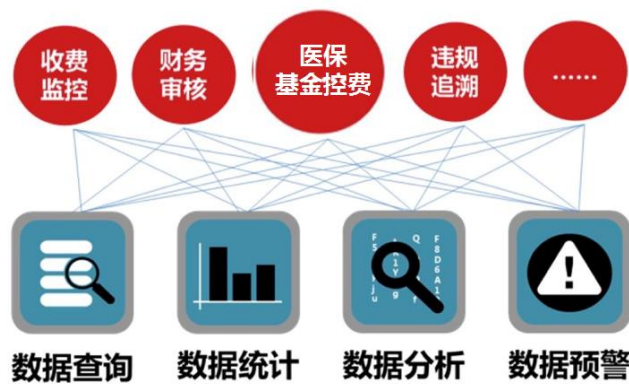 收费
监控
财务
审核
医保
基金控费
违规
追溯
……
数据查询
数据统计
数据分析
数据预警